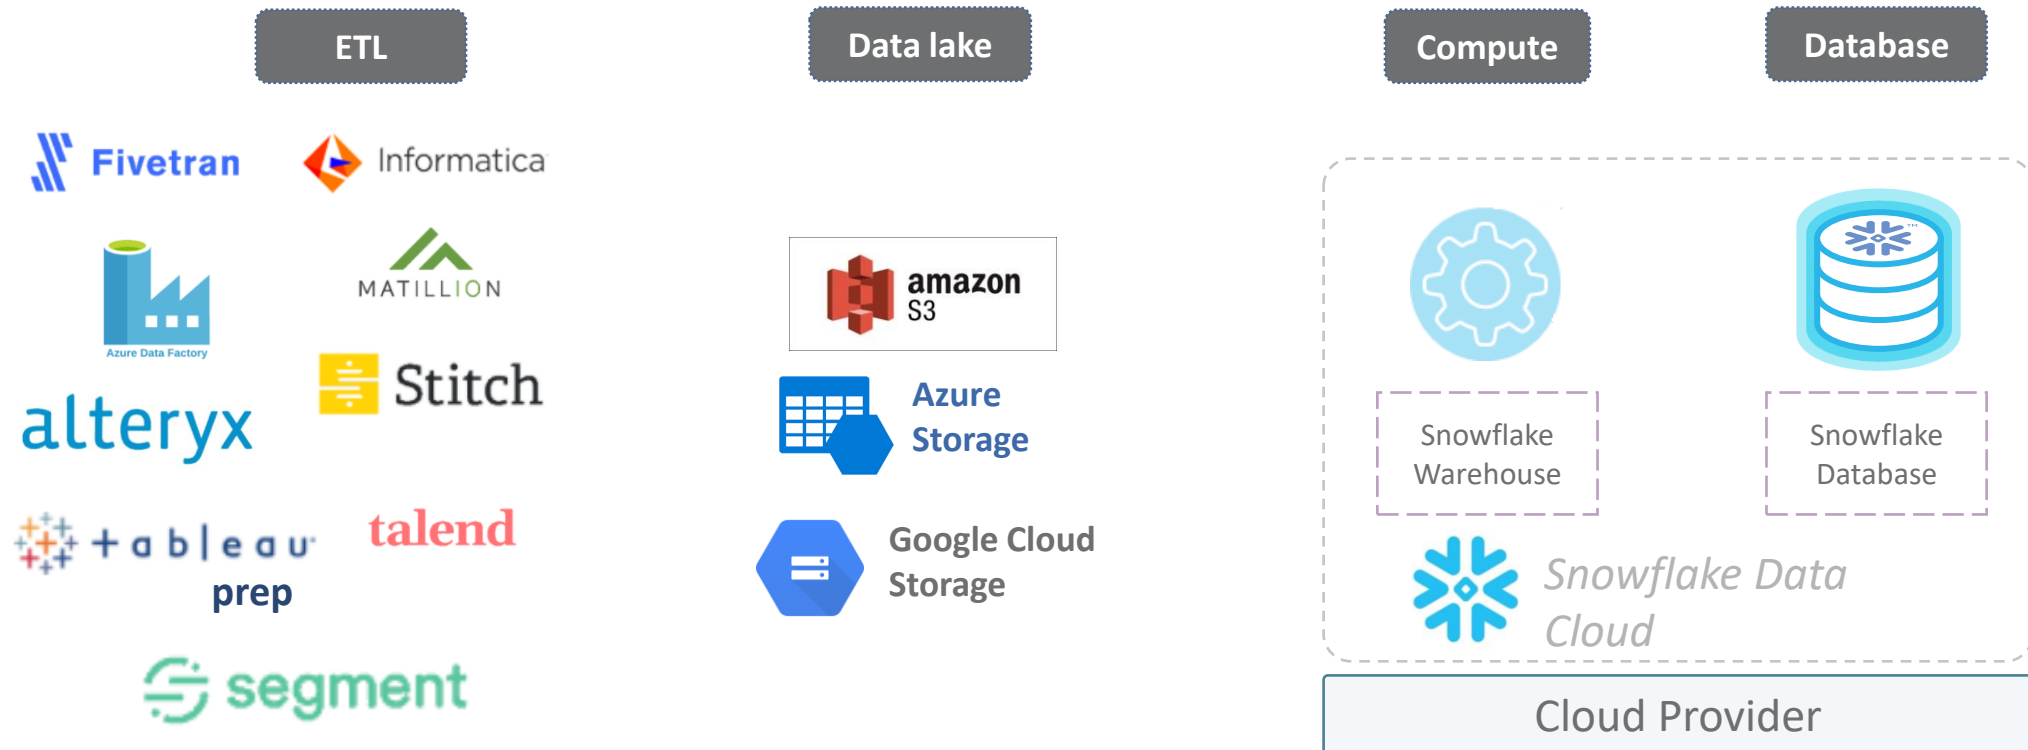 ETL
Data lake
Compute
Database
Fivetran
Informatica
Azure Data Factory
MATILLION
Stitch
alteryx
+ableau
prep
talend
segment
amazon
S3
Azure
Storage
Google Cloud
Storage
Snowflake
Warehouse
Snowflake
Database
Snowflake Data
Cloud
Cloud Provider